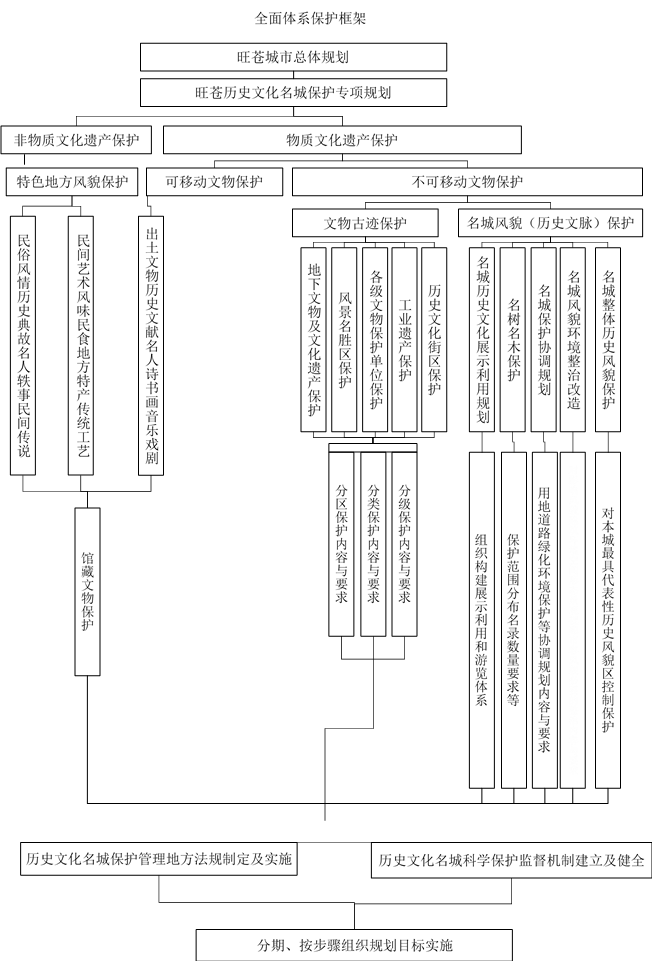 全面体系保护框架
旺苍城市总体规划
旺苍历史文化名城保护专项规划
非物质文化遗产保护
物质文化遗产保护
特色地方风貌保护
可移动文物保护
不可移动文物保护
文物古迹保护
名城风貌（历史文脉）保护
民俗风情历史典故名人轶事民间传说
民间艺术风味民食地方特产传统工艺
出土文物历史文献名人诗书画音乐戏剧
地下文物及文化遗产保护
风景名胜区保护
各级文物保护单位保护
工业遗产保护
历史文化街区保护
名城历史文化展示利用规划
名树名木保护
名城保护协调规划
名城风貌环境整治改造
名城整体历史风貌保护
馆藏文物保护
分区保护内容与要求
分类保护内容与要求
分级保护内容与要求
组织构建展示利用和游览体系
保护范围分布名录数量要求等
用地道路绿化环境保护等协调规划内容与要求
对本城最具代表性历史风貌区控制保护
历史文化名城保护管理地方法规制定及实施
历史文化名城科学保护监督机制建立及健全
分期、按步骤组织规划目标实施